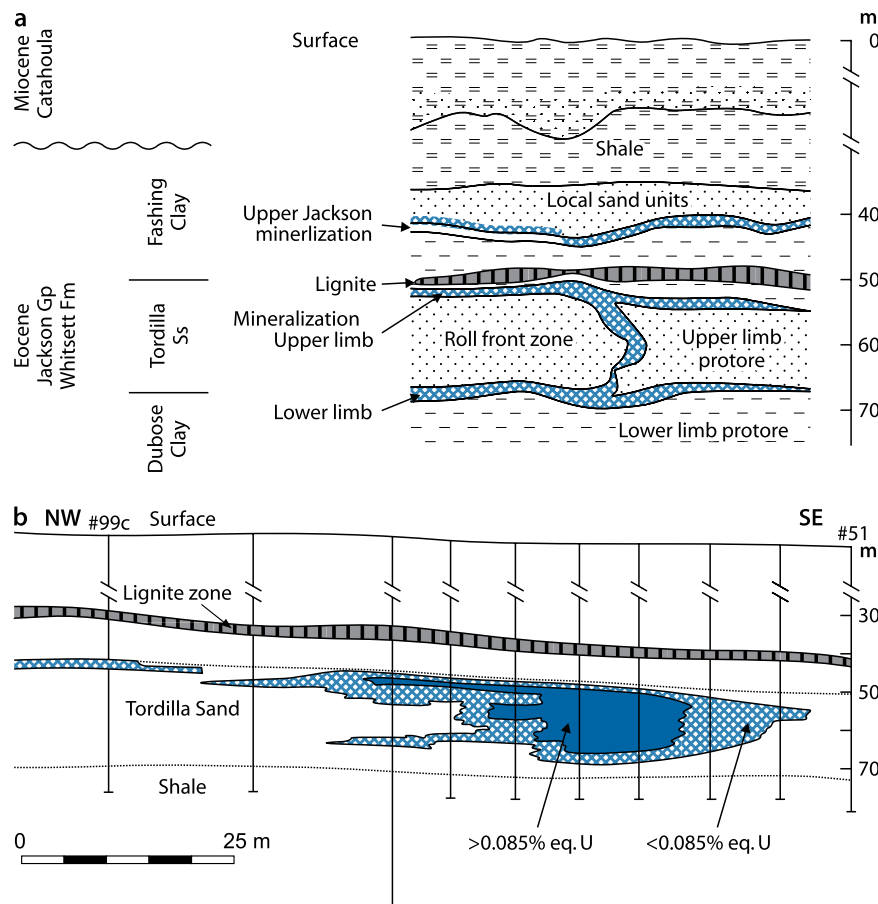 a
m
Surface
0
Miocene
Catahoula
Shale
Eocene
Jackson Gp
Whitsett Fm
Fashing
Clay
Local sand units
Upper Jackson
minerlization
40
Lignite
50
Mineralization
Upper limb
Tordilla
Ss
Roll front zone
Upper limb
protore
60
Lower limb
70
Dubose
Clay
Lower limb protore
b NW #99c Surface SE #51
m
Lignite zone
30
50
Tordilla Sand
70
Shale
0 25 m
>0.085% eq. U <0.085% eq. U